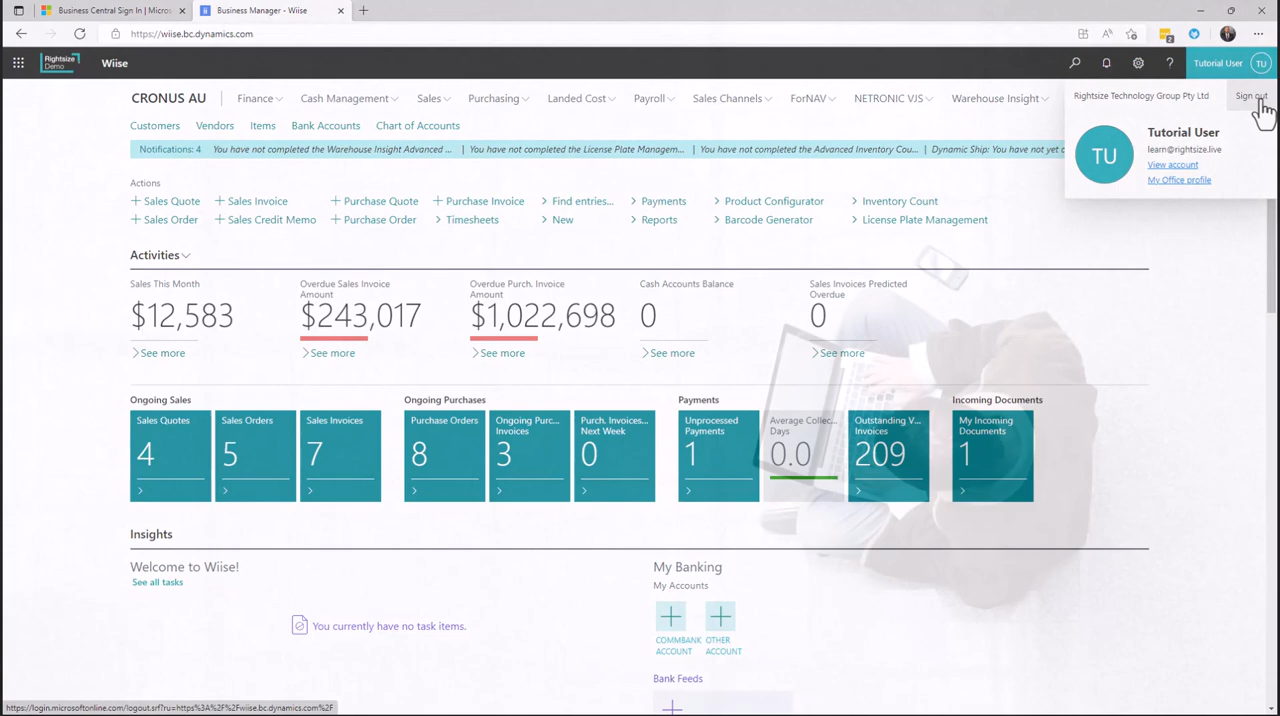 Business Central Sign In | Micros
Business Manager - Wiise
https://wiise.bc.dynamics.com
2
Rightsize
Demo
Wiise
Tutorial User
TU
CRONUS AU
Finance
Cash Management
Sales
Purchasing
Landed Cost
Payroll
Sales Channels
ForNAV
NETRONIC VJS
Warehouse Insight
Rightsize Technology Group Pty Ltd
Sign out
TU
Tutorial User
learn@rightsize.live
View account
My Office profile
Customers
Vendors
Items
Bank Accounts
Chart of Accounts
Notifications: 4
You have not completed the Warehouse Insight Advanced ...
You have not completed the License Plate Managem...
You have not completed the Advanced Inventory Cou...
Dynamic Ship: You have not yet c
Actions
Sales Quote
Sales Invoice
Purchase Quote
Purchase Invoice
Find entries...
Payments
Product Configurator
Inventory Count
Sales Order
Sales Credit Memo
Purchase Order
Timesheets
New
Reports
Barcode Generator
License Plate Management
Activities
Sales This Month
$12,583
See more
Overdue Sales Invoice
Amount
$243,017
See more
Overdue Purch. Invoice
Amount
$1,022,698
See more
Cash Accounts Balance
0
See more
Sales Invoices Predicted
Overdue
0
See more
Ongoing Sales
Sales Quotes
4
Sales Orders
5
Sales Invoices
7
Ongoing Purchases
Purchase Orders
8
Ongoing Purc...
Invoices
3
Purch. Invoices...
Next Week
0
Payments
Unprocessed
Payments
1
Average Collec...
Days
0.0
Outstanding V...
Invoices
209
Incoming Documents
My Incoming
Documents
1
Insights
Welcome to Wiise!
See all tasks
You currently have no task items.
My Banking
My Accounts
COMMBANK
ACCOUNT
OTHER
ACCOUNT
Bank Feeds
https://login.microsoftonline.com/logout.srf?ru=https%3A%2F%2Fwiise.bc.dynamics.com%2F